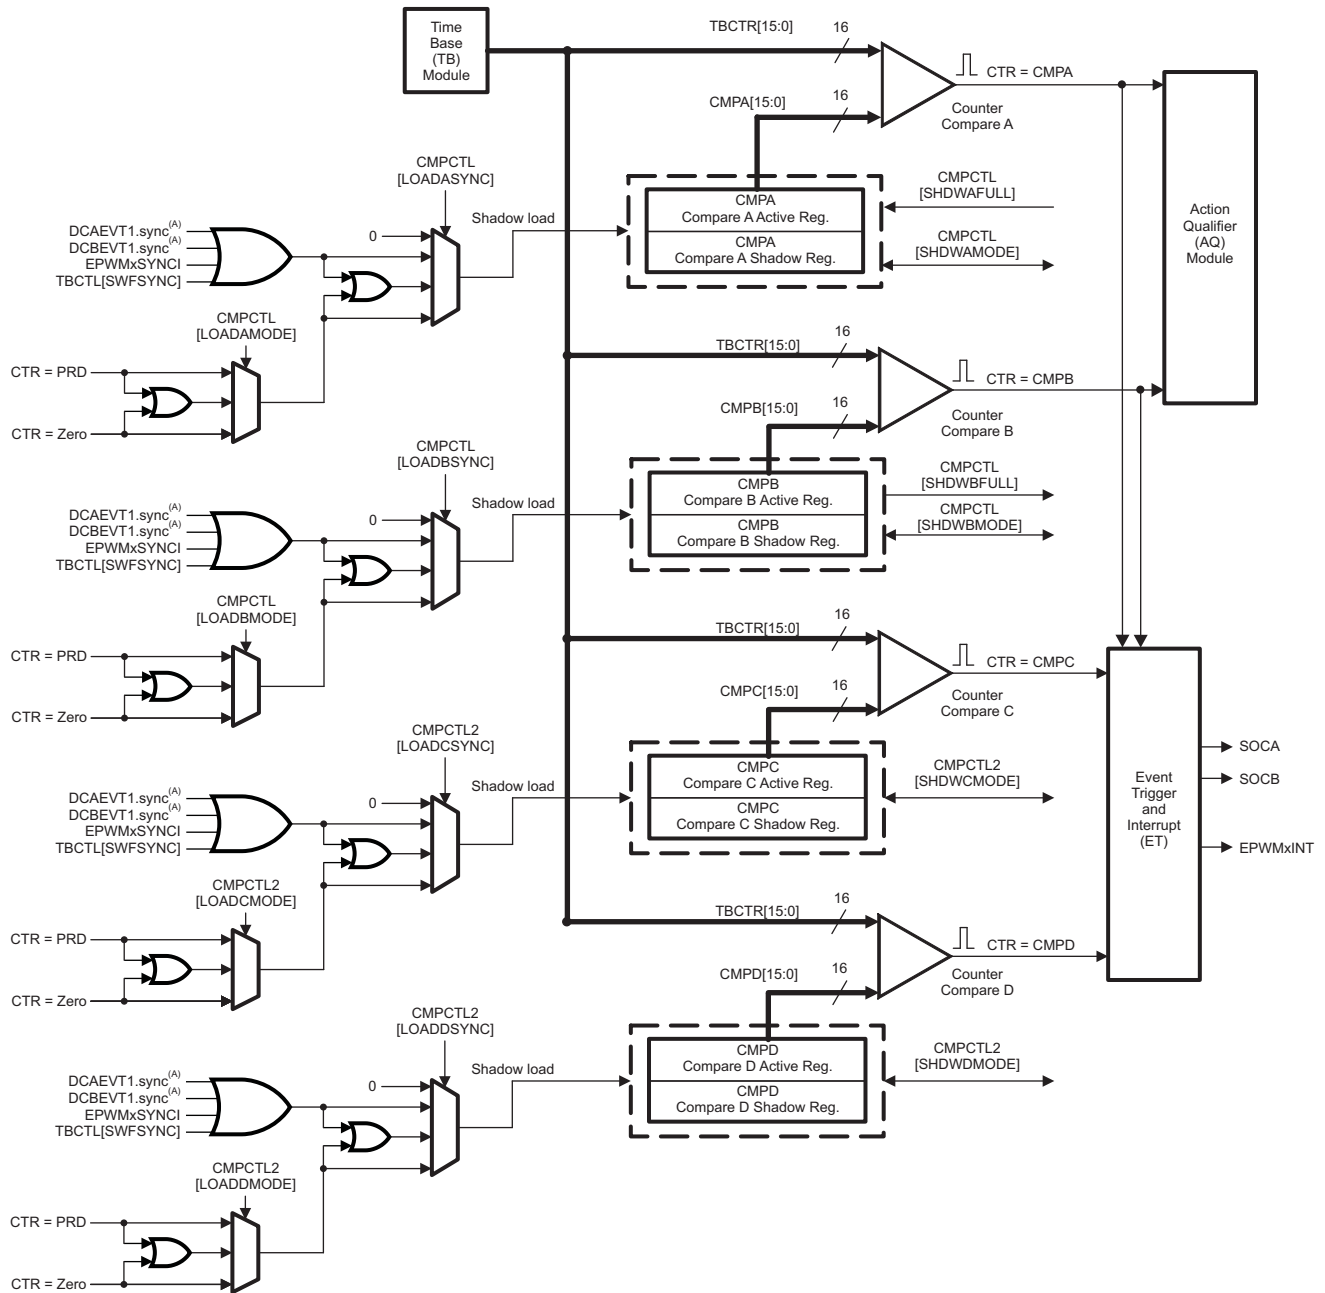 Time
Base
(TB)
Module
TBCTR[15:0]
16
CTR = CMPA
CMPA[15:0]
16
Counter
Compare A
CMPCTL
[LOADASYNC]
CMPCTL
[SHDWAFULL]
CMPA
Compare A Active Reg.
CMPA
Compare A Shadow Reg.
CMPCTL
[SHDWAMODE]
Action
Qualifier
(AQ)
Module
Shadow load
0
DCAEVT1.sync(A)
DCBEVT1.sync(A)
EPWMxSYNCI
TBCTL[SWFSYNC]
CMPCTL
[LOADAMODE]
CTR = PRD
CTR = Zero
TBCTR[15:0]
16
CTR = CMPB
CMPB[15:0]
16
Counter
Compare B
CMPCTL
[LOADBSYNC]
CMPCTL
[SHDWBFULL]
CMPB
Compare B Active Reg.
CMPB
Compare B Shadow Reg.
CMPCTL
[SHDWBMODE]
Shadow load
0
DCAEVT1.sync(A)
DCBEVT1.sync(A)
EPWMxSYNCI
TBCTL[SWFSYNC]
CMPCTL
[LOADBMODE]
CTR = PRD
CTR = Zero
TBCTR[15:0]
16
CTR = CMPC
CMPC[15:0]
16
Counter
Compare C
CMPCTL2
[LOADCSYNC]
CMPC
Compare C Active Reg.
CMPC
Compare C Shadow Reg.
CMPCTL2
[SHDWCMODE]
Event
Trigger
and
Interrupt
(ET)
SOCA
SOCB
EPWMxINT
Shadow load
0
DCAEVT1.sync(A)
DCBEVT1.sync(A)
EPWMxSYNCI
TBCTL[SWFSYNC]
CMPCTL2
[LOADCMODE]
CTR = PRD
CTR = Zero
TBCTR[15:0]
16
CTR = CMPD
CMPD[15:0]
16
Counter
Compare D
CMPCTL2
[LOADDSYNC]
CMPD
Compare D Active Reg.
CMPD
Compare D Shadow Reg.
CMPCTL2
[SHDWDMODE]
Shadow load
0
DCAEVT1.sync(A)
DCBEVT1.sync(A)
EPWMxSYNCI
TBCTL[SWFSYNC]
CMPCTL2
[LOADDMODE]
CTR = PRD
CTR = Zero